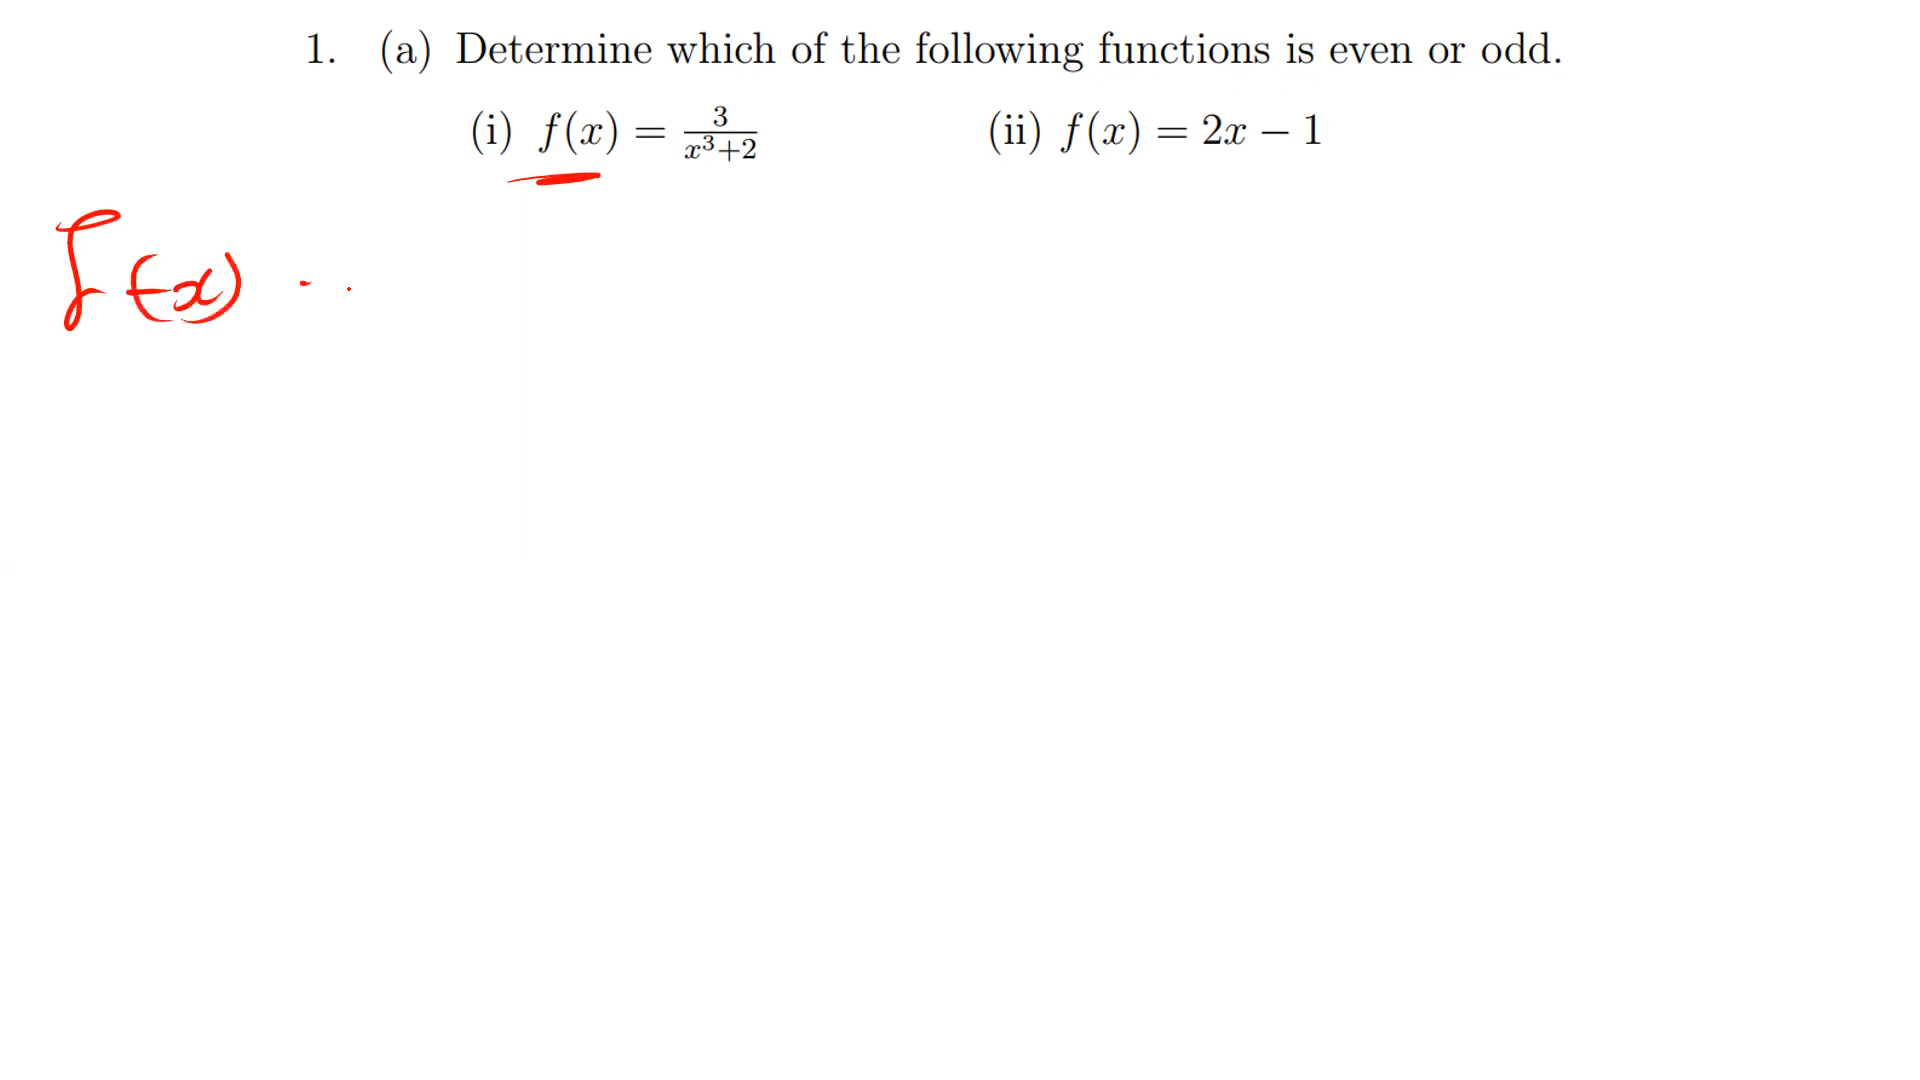 1. (a) Determine which of the following functions is even or odd.
(i) f(x) = 3/(x³+2) (ii) f(x) = 2x − 1
f(-x)